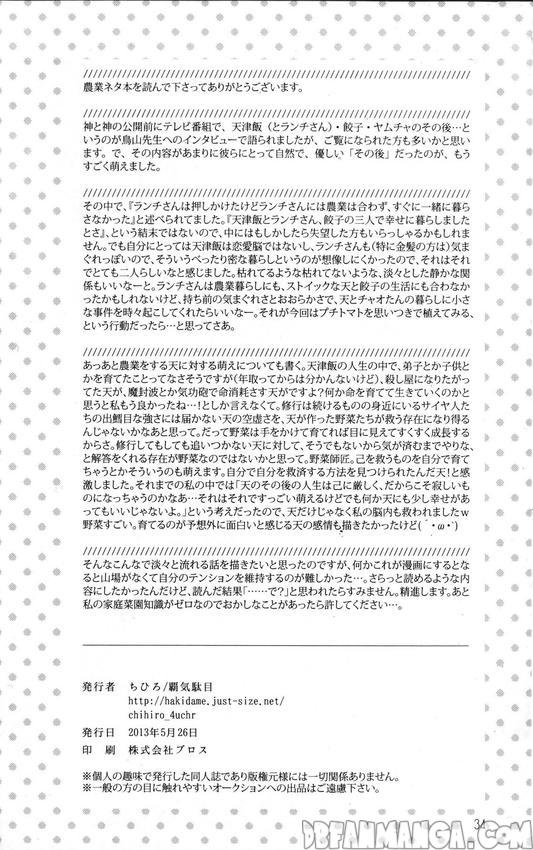 ////////////////////////////////////////////////////////////////////////
農業ネタ本を読んで下さってありがとうございます。
////////////////////////////////////////////////////////////////////////
神と神の公開前にテレビ番組で、天津飯(とランチさん)・餃子・ヤムチャのその後…と
いうのが鳥山先生へのインタビューで語られましたが、ご覧になられた方も多いかと思い
ます。で、その内容があまりに彼らにとって自然で、優しい「その後」だったのが、もう
すごく萌えました。
////////////////////////////////////////////////////////////////////////
その中で、『ランチさんは押しかけたけどランチさんには農業は合わず、すぐに一緒に暮ら
さなかった』と述べられてました。『天津飯とランチさん、餃子の三人で幸せに暮らしました
とさ』、という結末ではないので、中にはもしかしたら失望した方もいらっしゃるかもしれま
せん。でも自分にとっては天津飯は恋愛脳ではないし、ランチさんも(特に金髪の方は)気ま
ぐれっぽいので、そういうべったり密な暮らしというのが想像しにくかったので、それはそれ
でとても二人らしいなと感じました。枯れてるような枯れてないような、淡々とした静かな関
係もいいなーと。ランチさんは農業暮らしにも、ストイックな天と餃子の生活にも合わなか
ったかもしれないけど、持ち前の気まぐれさとおおらかさで、天とチャオたんの暮らしに小さ
な事件を時々起こしてくれたらいいなー。それが今回はプチトマトを思いつきで植えてみる、
という行動だったら…と思ってさあ。
////////////////////////////////////////////////////////////////////////
あっあと農業をする天に対する萌えについても書く。天津飯の人生の中で、弟子とか子供と
かを育てたことってなさそうですが(年取ってからは分かんないけど)、殺し屋になりたがっ
てた天が、魔封波とか気功砲で命消耗さす天がですよ?何か命を育てて生きていくのかと
思うと私もう良かったね…!としか言えなくて。修行は続けるものの身近にいるサイヤ人た
ちの出鱈目な強さには届かない天の空虚さを、天が作った野菜たちが救う存在になり得る
んじゃないかなあと思って。だって野菜は手をかけて育てれば目に見えてすくすく成長する
からさ。修行してもしても追いつかない天に対して、そうでもないから気が済むまでやりな、
と解答をくれる存在が野菜なのではないかと思って。野菜師匠。己を救うものを自分で育て
ちゃうとかそういうのも萌えます。自分で自分を救済する方法を見つけられたんだ天!と感
激しました。それまでの私の中では「天のその後の人生は己に厳しく、だからこそ寂しいも
のになっちゃうのかなあ…それはそれですっごい萌えるけどでも何か天にも少し幸せがあっ
てもいいじゃない。」という考えだったので、天だけじゃなく私の脳内も救われました w
野菜すごい。育てるのが予想外に面白いと感じる天の感情も描きたかったけど(´・ω・`)
////////////////////////////////////////////////////////////////////////
そんなこんなで淡々と流れる話を描きたいと思ったのですが、何かこれが漫画にするとな
ると山場がなくて自分のテンションを維持するのが難しかった…。さらっと読めるような内容
にしたかったんだけど、読んだ結果「……で?」と思われたらすみません。精進します。あと
私の家庭菜園知識がゼロなのでおかしなことがあったら許してください…。
発行者 ちひろ/覇気駄目
http://hakidame.just-size.net/
chihiro_4uchr
発行日 2013年5月26日
印 刷 株式会社プロス
※個人の趣味で発行した同人誌であり版権元様には一切関係ありません。
※一般の方の目に触れやすいオークションへの出品はご遠慮下さい。
34
DBFANMANGA.COM